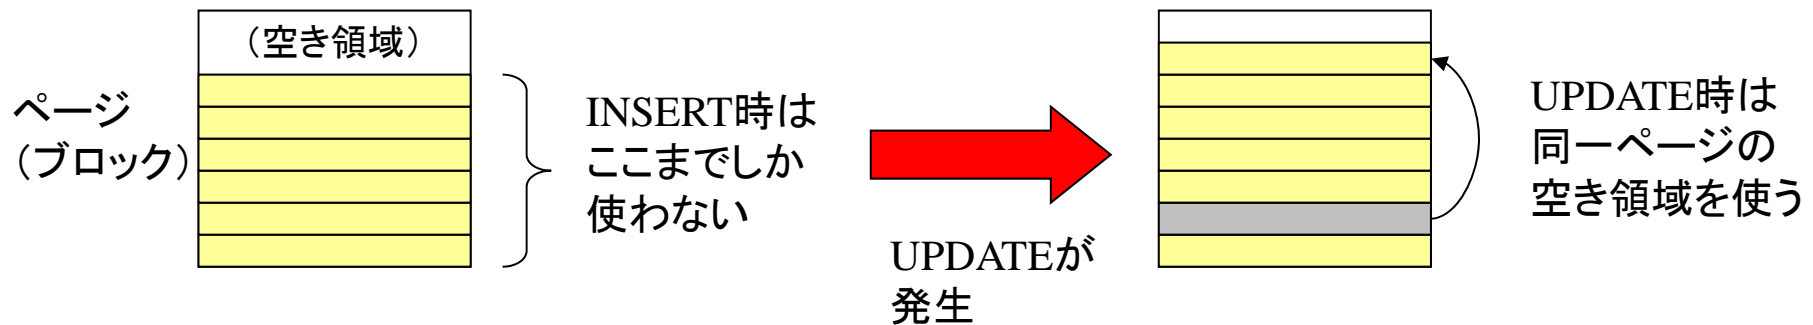 （空き領域）
ページ
（ブロック）
INSERT時は
ここまでしか
使わない
UPDATEが
発生
UPDATE時は
同一ページの
空き領域を使う